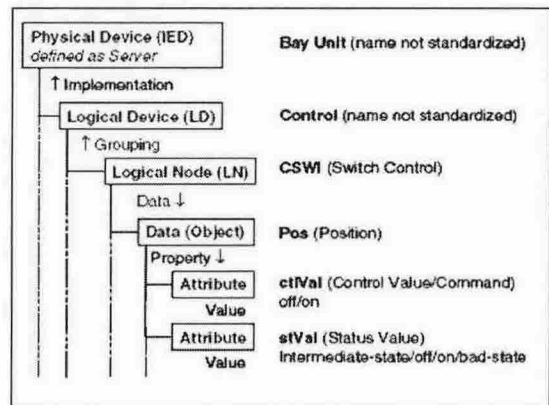 Physical Device (IED)
defined as Server
Bay Unit (name not standardized)
↑ Implementation
Logical Device (LD)
Control (name not standardized)
↑ Grouping
Logical Node (LN)
CSWI (Switch Control)
Data ↓
Data (Object)
Pos (Position)
Property ↓
Attribute
Value
ctlVal (Control Value/Command)
off/on
Attribute
Value
stVal (Status Value)
Intermediate-state/off/on/bad-state